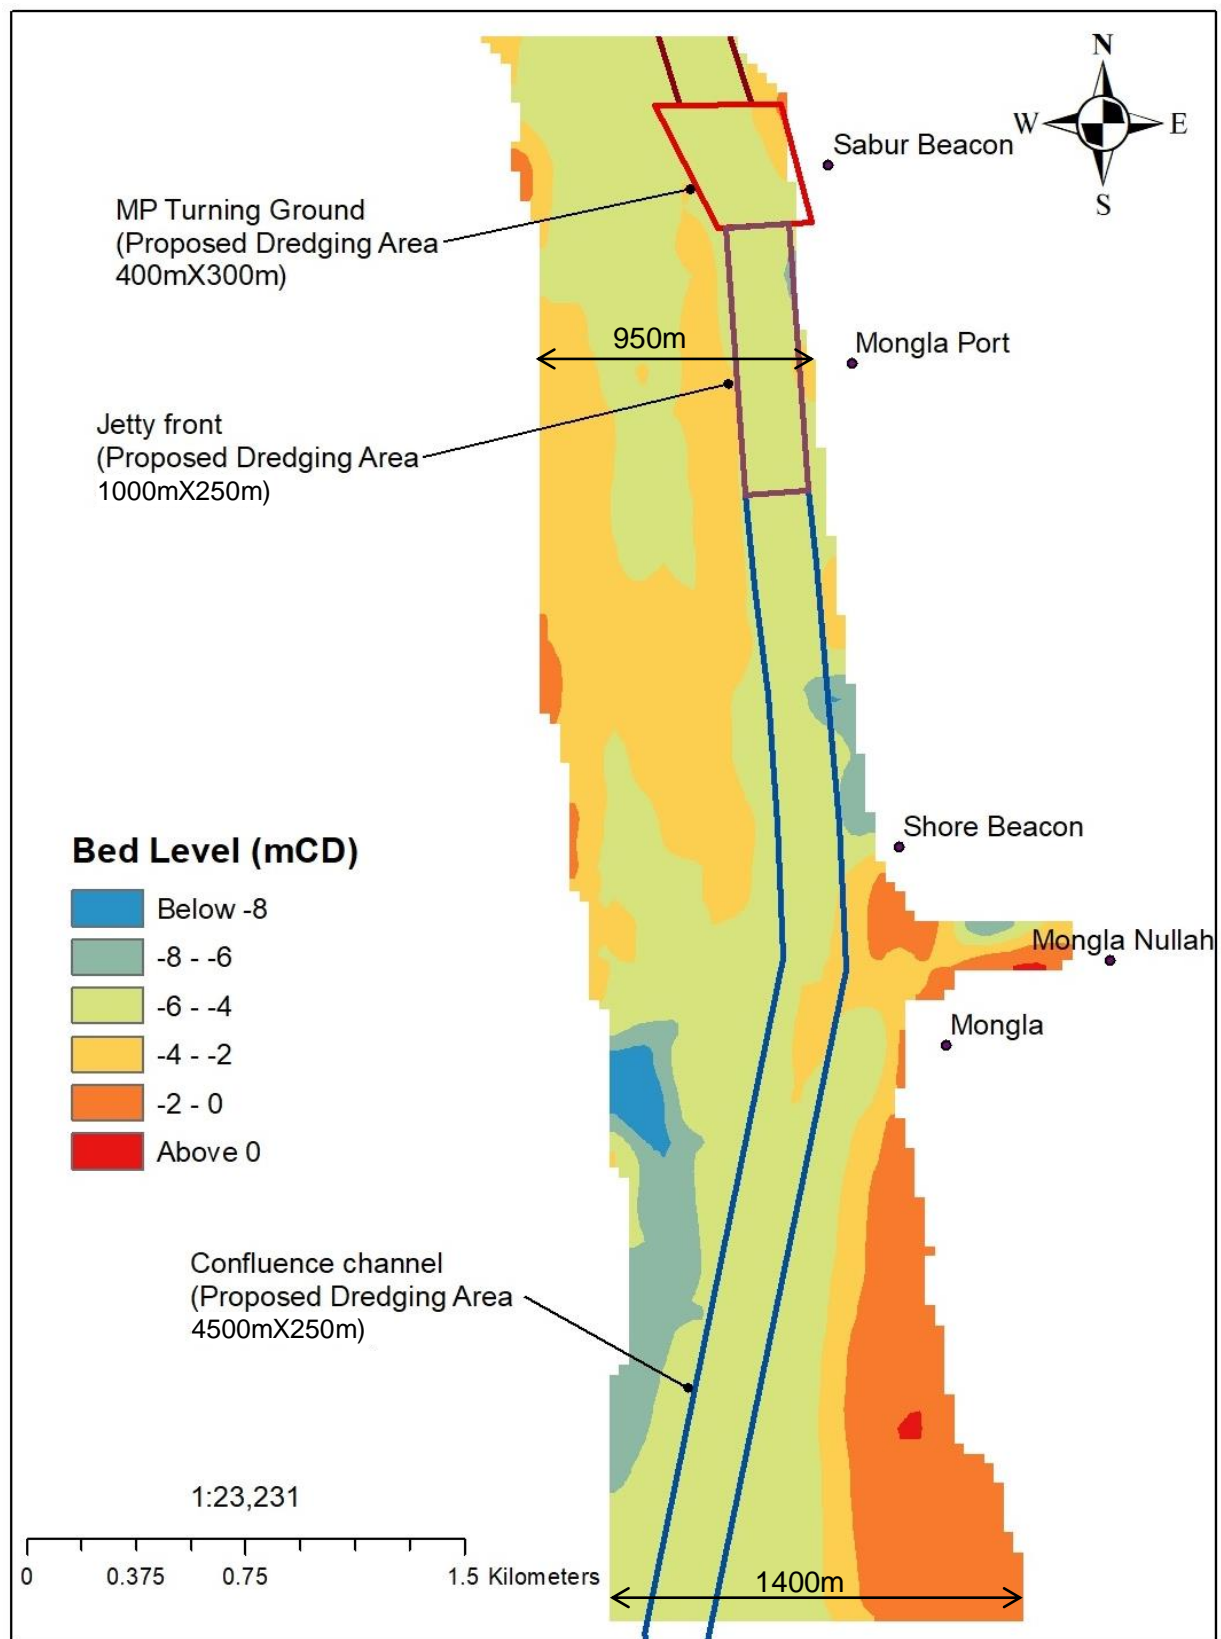 N
W E
S
Sabur Beacon
MP Turning Ground
(Proposed Dredging Area
400mX300m)
950m
Mongla Port
Jetty front
(Proposed Dredging Area
1000mX250m)
Shore Beacon
Bed Level (mCD)
Below -8
-8 - -6
-6 - -4
-4 - -2
-2 - 0
Above 0
Mongla Nullah
Mongla
Confluence channel
(Proposed Dredging Area
4500mX250m)
1:23,231
0 0.375 0.75 1.5 Kilometers
1400m